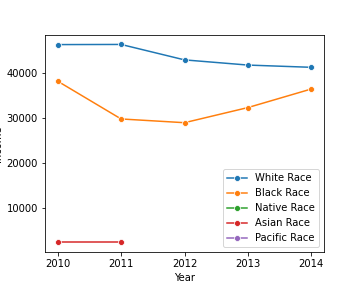 40000
30000
20000
10000
White Race
Black Race
Native Race
Asian Race
Pacific Race
2010 2011 2012 2013 2014
Year